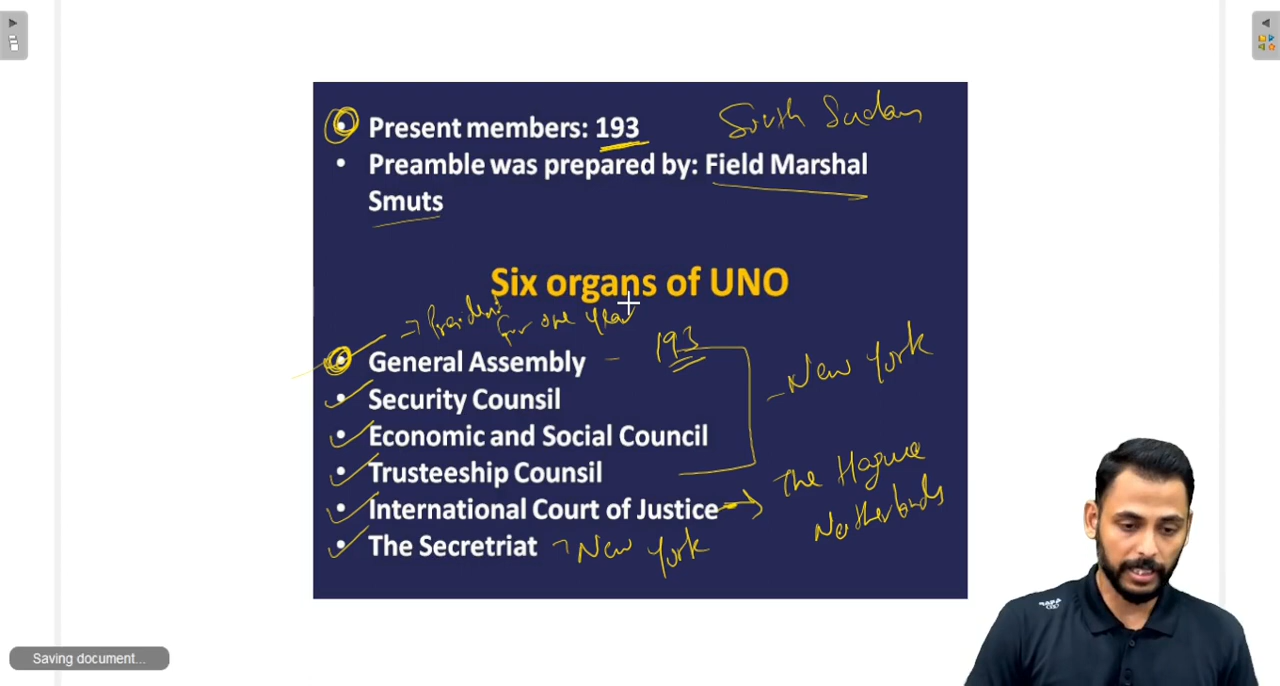 Present members: 193 South Sudan
Preamble was prepared by: Field Marshal
Smuts
Six organs of UNO
→ President
for one year
General Assembly - 193
Security Counsil
New York
Economic and Social Council
Trusteeship Counsil
The Hague
International Court of Justice →
Netherlands
The Secretriat → New York
Saving document...